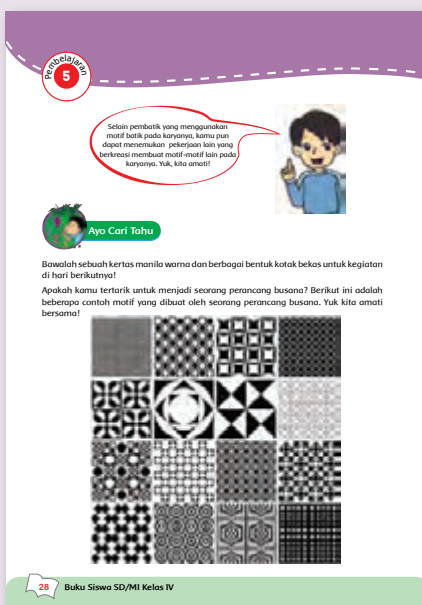 Pembelajaran
5
Selain pembatik yang menggunakan
motif batik pada karyanya, kamu pun
dapat menemukan pekerjaan lain yang
berkreasi membuat motif-motif lain pada
karyanya. Yuk, kita amati!
Ayo Cari Tahu
Bawalah sebuah kertas manila warna dan berbagai bentuk kotak bekas untuk kegiatan
di hari berikutnya!
Apakah kamu tertarik untuk menjadi seorang perancang busana? Berikut ini adalah
beberapa contoh motif yang dibuat oleh seorang perancang busana. Yuk kita amati
bersama!
28
Buku Siswa SD/MI Kelas IV